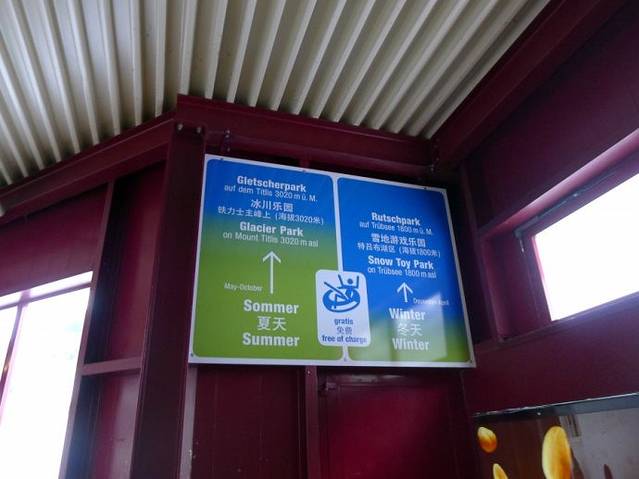 Gletscherpark
auf dem Titlis 3020 m ü. M.
冰川乐园
铁力士主峰上（海拔3020米）
Glacier Park
on Mount Titlis 3020 m asl
May-October
Sommer
夏天
Summer
gratis
免费
free of charge
Rutschpark
auf Trübsee 1800 m ü. M.
雪地游戏乐园
特吕布湖区（海拔1800米）
Snow Toy Park
on Trübsee 1800 m asl
December-April
Winter
冬天
Winter